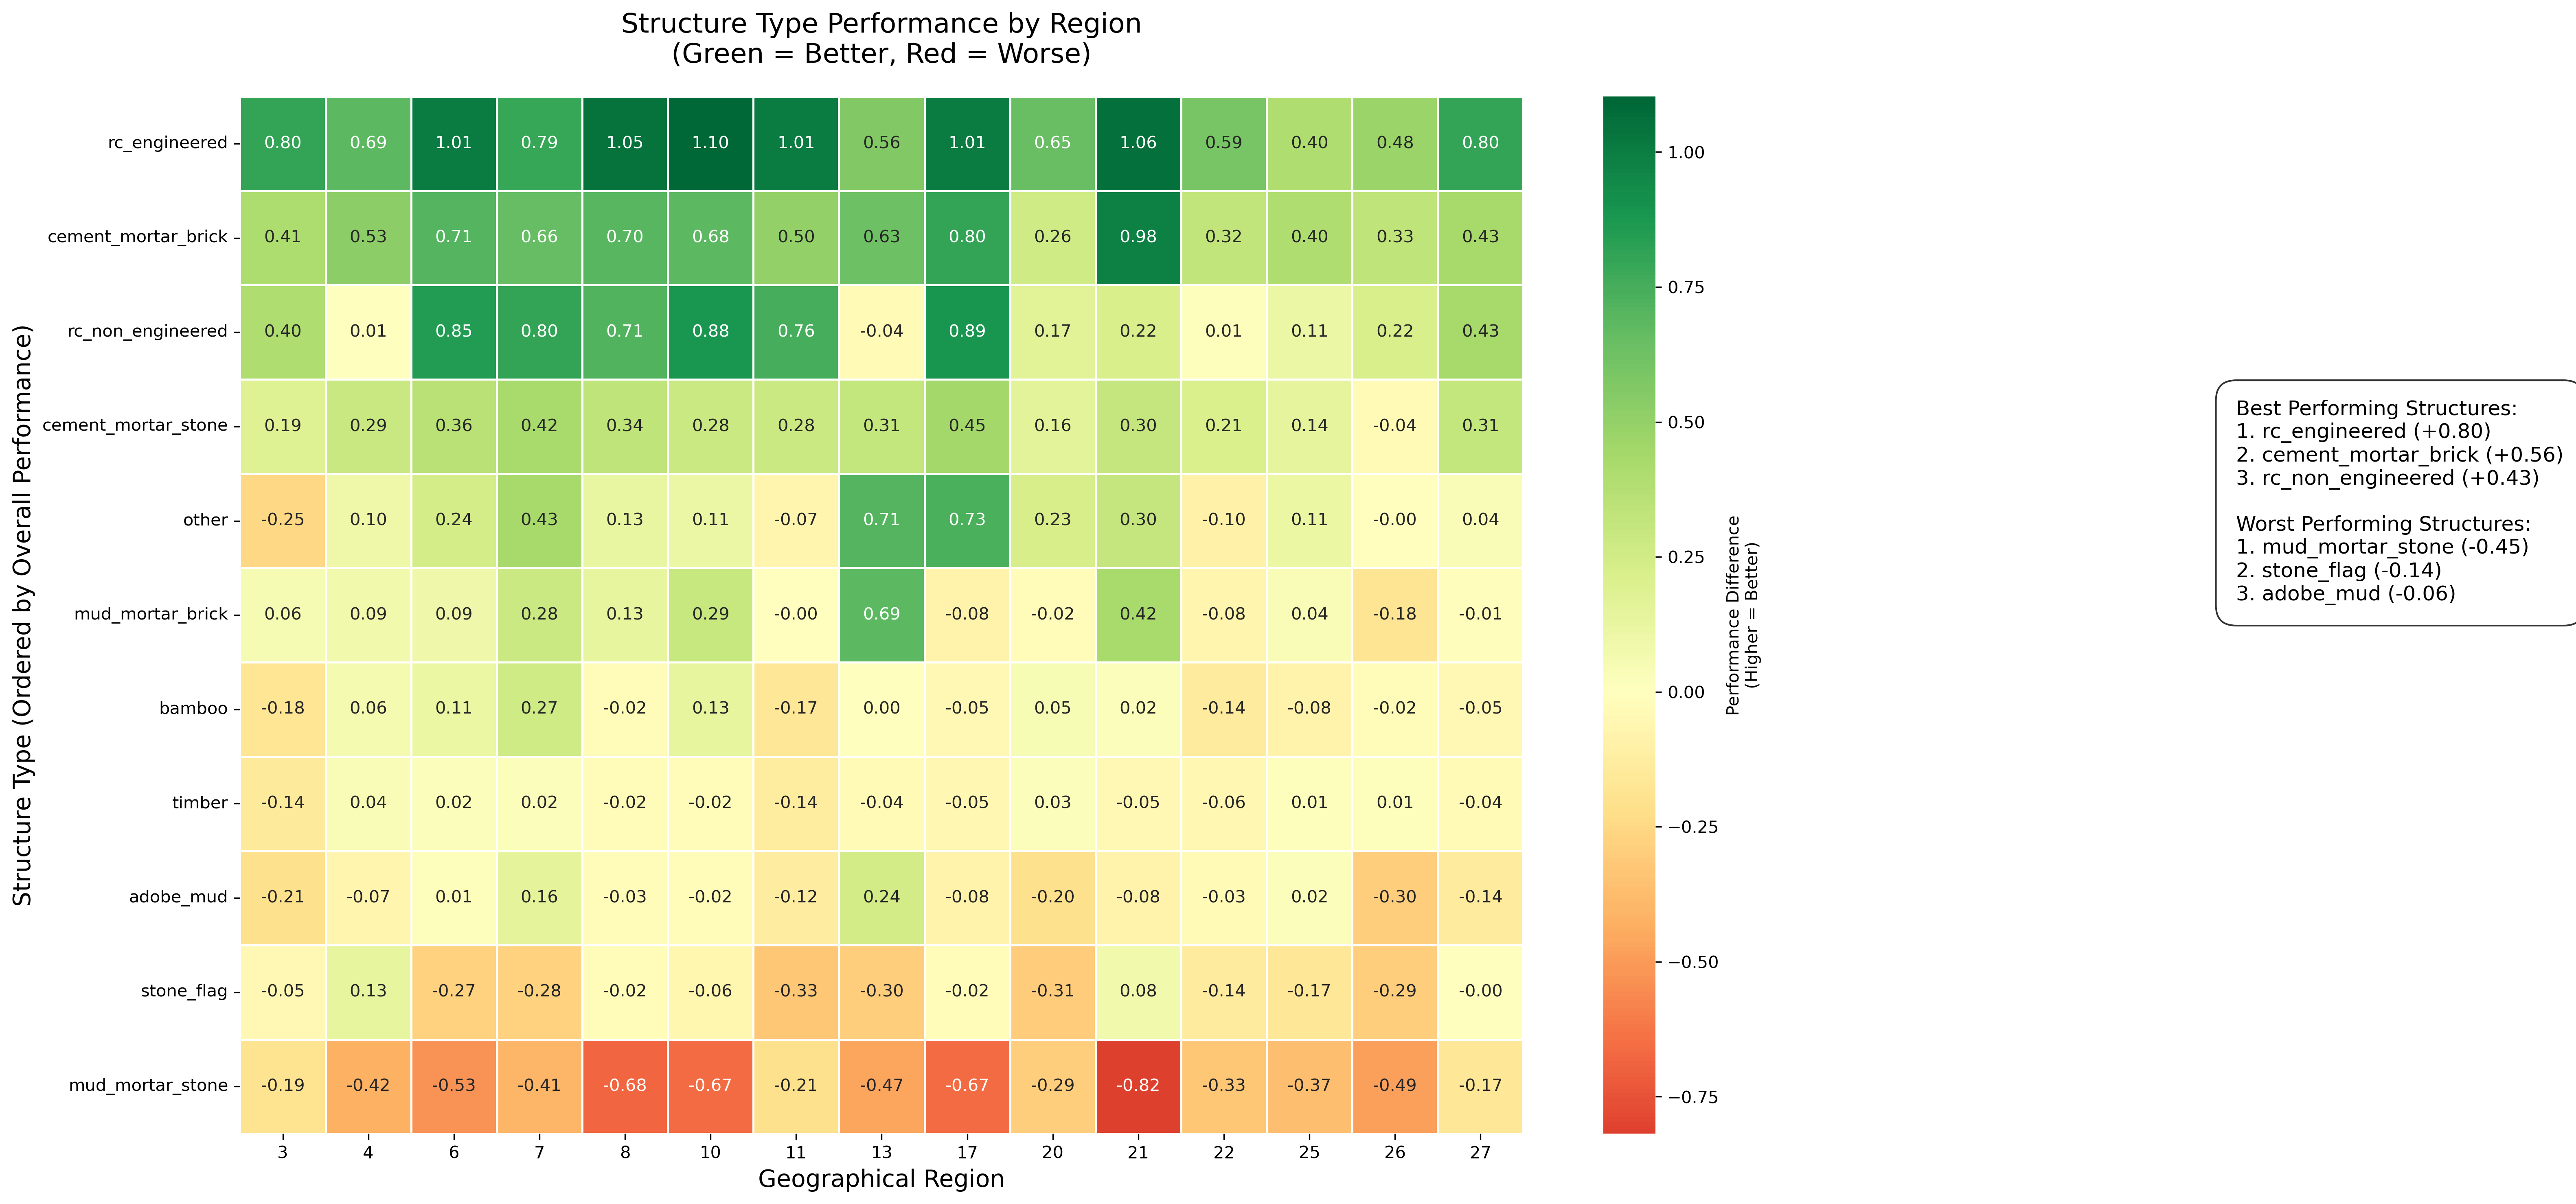 Structure Type Performance by Region
(Green = Better, Red = Worse)
Structure Type (Ordered by Overall Performance)
rc_engineered 0.80 0.69 1.01 0.79 1.05 1.10 1.01 0.56 1.01 0.65 1.06 0.59 0.40 0.48 0.80
cement_mortar_brick 0.41 0.53 0.71 0.66 0.70 0.68 0.50 0.63 0.80 0.26 0.98 0.32 0.40 0.33 0.43
rc_non_engineered 0.40 0.01 0.85 0.80 0.71 0.88 0.76 -0.04 0.89 0.17 0.22 0.01 0.11 0.22 0.43
cement_mortar_stone 0.19 0.29 0.36 0.42 0.34 0.28 0.28 0.31 0.45 0.16 0.30 0.21 0.14 -0.04 0.31
other -0.25 0.10 0.24 0.43 0.13 0.11 -0.07 0.71 0.73 0.23 0.30 -0.10 0.11 -0.00 0.04
mud_mortar_brick 0.06 0.09 0.09 0.28 0.13 0.29 -0.00 0.69 -0.08 -0.02 0.42 -0.08 0.04 -0.18 -0.01
bamboo -0.18 0.06 0.11 0.27 -0.02 0.13 -0.17 0.00 -0.05 0.05 0.02 -0.14 -0.08 -0.02 -0.05
timber -0.14 0.04 0.02 0.02 -0.02 -0.02 -0.14 -0.04 -0.05 0.03 -0.05 -0.06 0.01 0.01 -0.04
adobe_mud -0.21 -0.07 0.01 0.16 -0.03 -0.02 -0.12 0.24 -0.08 -0.20 -0.08 -0.03 0.02 -0.30 -0.14
stone_flag -0.05 0.13 -0.27 -0.28 -0.02 -0.06 -0.33 -0.30 -0.02 -0.31 0.08 -0.14 -0.17 -0.29 -0.00
mud_mortar_stone -0.19 -0.42 -0.53 -0.41 -0.68 -0.67 -0.21 -0.47 -0.67 -0.29 -0.82 -0.33 -0.37 -0.49 -0.17
3 4 6 7 8 10 11 13 17 20 21 22 25 26 27
Geographical Region
1.00
0.75
0.50
0.25
0.00
−0.25
−0.50
−0.75
Performance Difference
(Higher = Better)
Best Performing Structures:
1. rc_engineered (+0.80)
2. cement_mortar_brick (+0.56)
3. rc_non_engineered (+0.43)
Worst Performing Structures:
1. mud_mortar_stone (-0.45)
2. stone_flag (-0.14)
3. adobe_mud (-0.06)